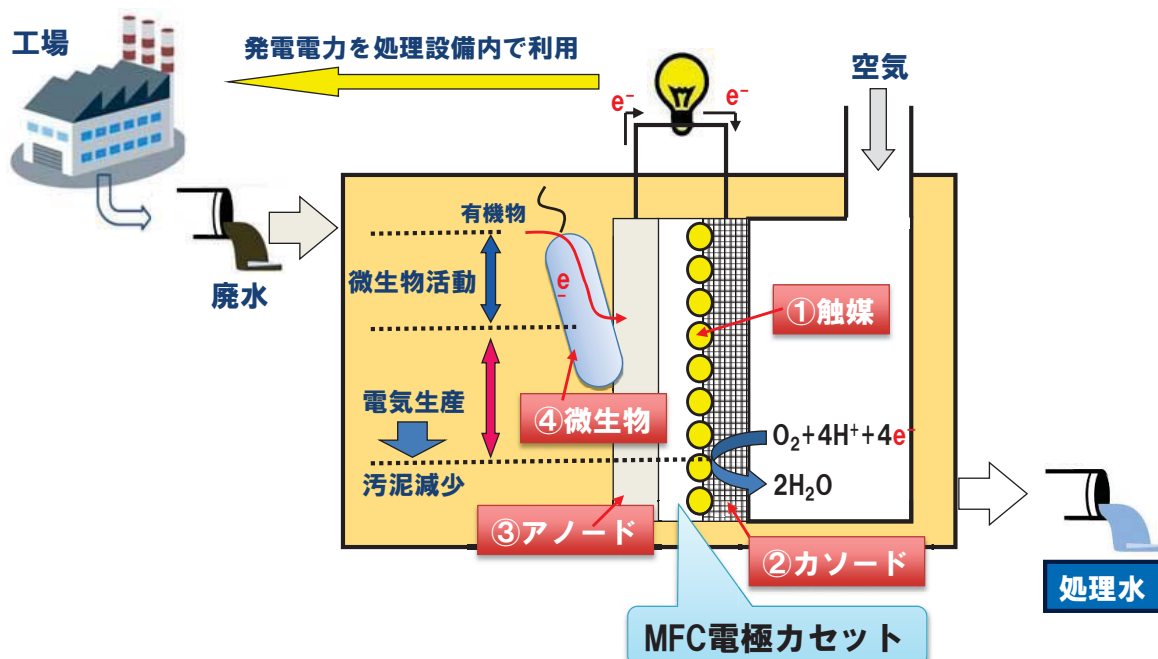 工場
発電電力を処理設備内で利用
空気
e⁻
e⁻
有機物
微生物活動
e
-
廃水
①触媒
電気生産
④微生物
O₂+4H⁺+4e⁻
汚泥減少
2H₂O
③アノード
②カソード
処理水
MFC電極カセット